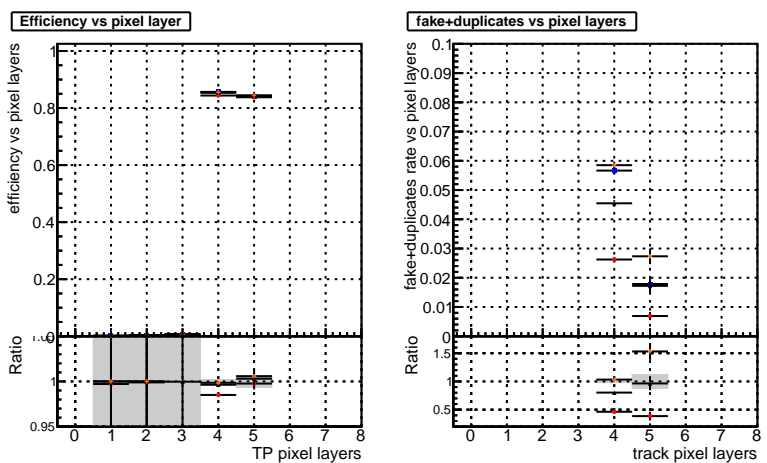 Efficiency vs pixel layer
efficiency vs pixel layers
1
0.8
0.6
0.4
0.2
0
Ratio
1
0.95
0 1 2 3 4 5 6 7 8
TP pixel layers
fake+duplicates vs pixel layers
fake+duplicates rate vs pixel layers
0.1
0.09
0.08
0.07
0.06
0.05
0.04
0.03
0.02
0.01
0
Ratio
1.5
1
0.5
0 1 2 3 4 5 6 7 8
track pixel layers